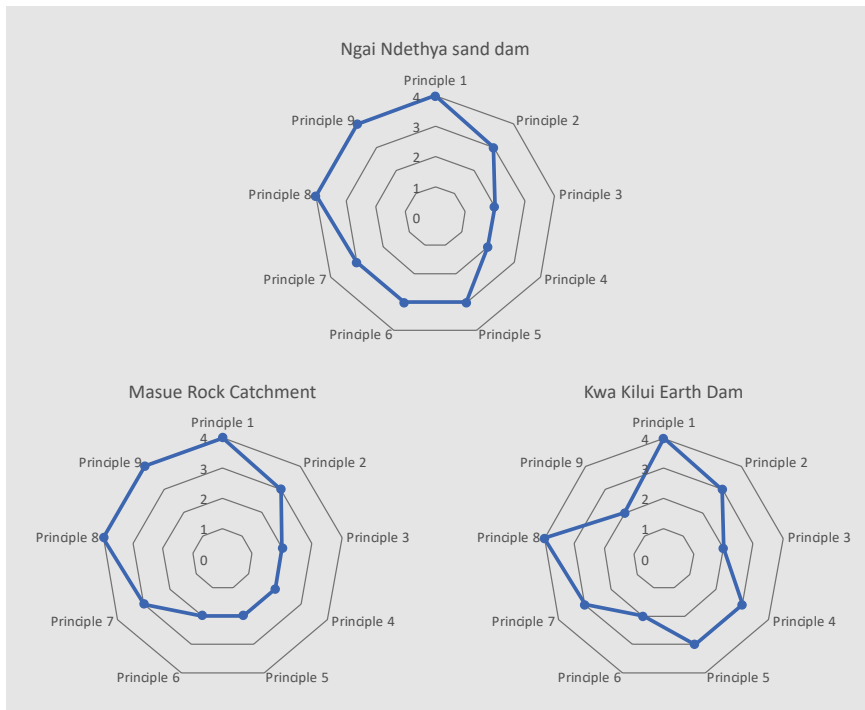 Ngai Ndethya sand dam
Principle 1
4
Principle 9
3
Principle 2
2
Principle 8
1
Principle 3
0
Principle 7
Principle 4
Principle 6
Principle 5
Masue Rock Catchment
Principle 1
4
Principle 9
3
Principle 2
2
Principle 8
1
Principle 3
0
Principle 7
Principle 4
Principle 6
Principle 5
Kwa Kilui Earth Dam
Principle 1
4
Principle 9
3
Principle 2
2
Principle 8
1
Principle 3
0
Principle 7
Principle 4
Principle 6
Principle 5